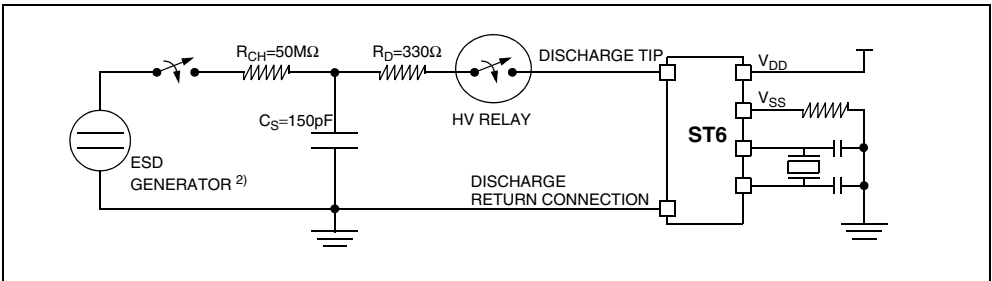 R_CH=50MΩ
R_D=330Ω
DISCHARGE TIP
V_DD
HV RELAY
V_SS
C_S=150pF
ST6
ESD
GENERATOR 2)
DISCHARGE
RETURN CONNECTION